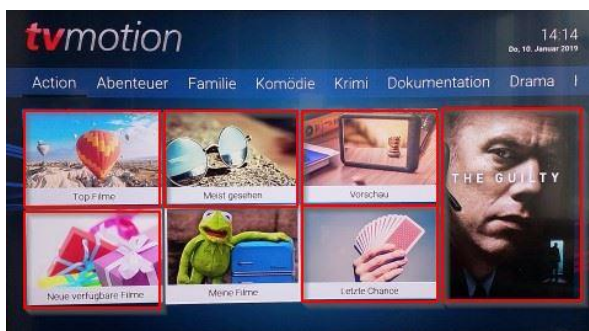 tvmotion
14:14
Do, 10. Januar 2019
Action Abenteuer Familie Komödie Krimi Dokumentation Drama
Top Filme
Meist gesehen
Vorschau
THE GUILTY
Neue verfügbare Filme
Meine Filme
Letzte Chance